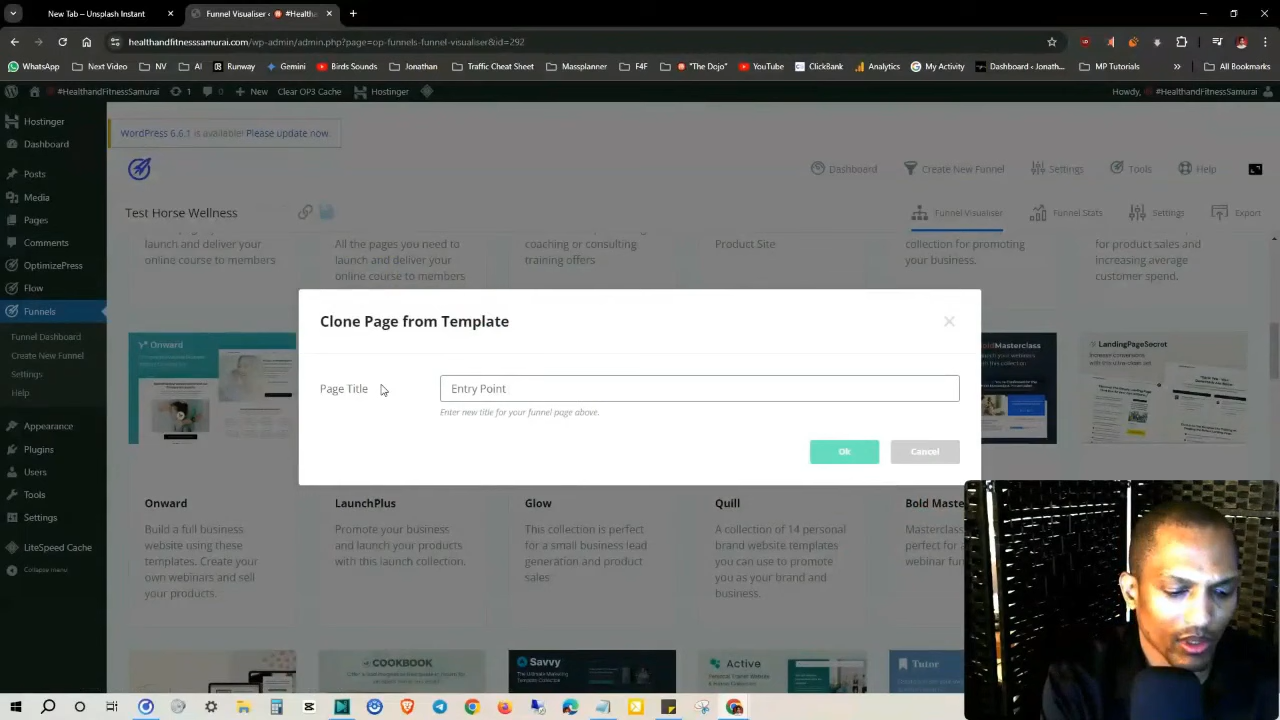 New Tab – Unsplash Instant
Funnel Visualiser ‹ #Healtha
healthandfitnesssamurai.com/wp-admin/admin.php?page=op-funnels-funnel-visualiser&id=292
WhatsApp
Next Video
NV
AI
Runway
Gemini
Birds Sounds
Jonathan
Traffic Cheat Sheet
Massplanner
F4F
"The Dojo"
YouTube
ClickBank
Analytics
My Activity
Dashboard ‹ Jonath...
MP Tutorials
»
All Bookmarks
#HealthandFitnessSamurai
1
0
New
Clear OP3 Cache
Hostinger
Howdy, #HealthandFitnessSamurai
Hostinger
Dashboard
Posts
Media
Pages
Comments
OptimizePress
Flow
Funnels
Funnel Dashboard
Create New Funnel
Settings
Help
Appearance
Plugins
Users
Tools
Settings
LiteSpeed Cache
Collapse menu
WordPress 6.6.1 is available! Please update now.
Dashboard
Create New Funnel
Settings
Tools
Help
Test Horse Wellness
Funnel Visualiser
Funnel Stats
Settings
Export
launch and deliver your
online course to members
All the pages you need to
launch and deliver your
online course to members
coaching or consulting
training offers
Product Site
collection for promoting
your business.
for product sales and
increasing average
customer spend.
Clone Page from Template
Page Title
Entry Point
Enter new title for your funnel page above.
Ok
Cancel
Onward
Masterclass
LandingPageSecret
Onward
Build a full business
website using these
templates. Create your
own webinars and sell
your products.
LaunchPlus
Promote your business
and launch your products
with this launch collection.
Glow
This collection is perfect
for a small business lead
generation and product
sales
Quill
A collection of 14 personal
brand website templates
you can use to promote
you as your brand and
business.
Bold Master
Masterclass
perfect for a
webinar fun
COOKBOOK
Savvy
The Ultimate Marketing
Template Collection
Active
Tutor